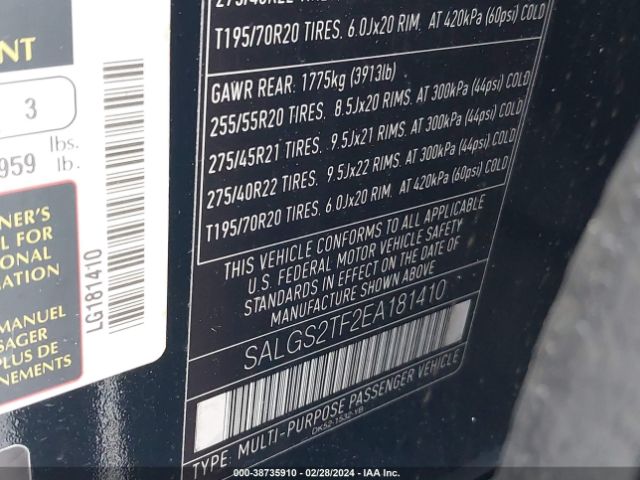 ENT
3
lbs.
959 lb.
NER'S
L FOR
ONAL
MATION
MANUEL
SAGER
PLUS DE
NEMENTS
LG181410
T195/70R20 TIRES. 6.0Jx20 RIM. AT 420kPa (60psi) COLD
GAWR REAR. 1775kg (3913lb)
255/55R20 TIRES. 8.5Jx20 RIMS. AT 300kPa (44psi) COLD
275/45R21 TIRES. 9.5Jx21 RIMS. AT 300kPa (44psi) COLD
275/40R22 TIRES. 9.5Jx22 RIMS. AT 300kPa (44psi) COLD
T195/70R20 TIRES. 6.0Jx20 RIM. AT 420kPa (60psi) COLD
THIS VEHICLE CONFORMS TO ALL APPLICABLE
U.S. FEDERAL MOTOR VEHICLE SAFETY
STANDARDS IN EFFECT ON THE DATE OF
MANUFACTURE SHOWN ABOVE.
SALGS2TF2EA181410
TYPE: MULTI-PURPOSE PASSENGER VEHICLE
DK52-1532-YB
000-38735910 - 02/28/2024 - IAA Inc.